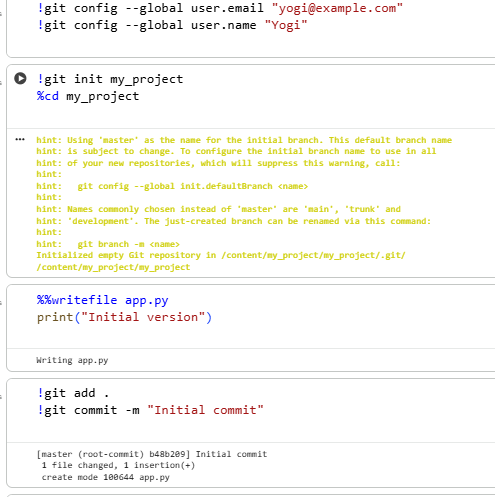 !git config --global user.email "yogi@example.com"
!git config --global user.name "Yogi"
!git init my_project
%cd my_project
hint: Using 'master' as the name for the initial branch. This default branch name
hint: is subject to change. To configure the initial branch name to use in all
hint: of your new repositories, which will suppress this warning, call:
hint:
hint:   git config --global init.defaultBranch <name>
hint:
hint: Names commonly chosen instead of 'master' are 'main', 'trunk' and
hint: 'development'. The just-created branch can be renamed via this command:
hint:
hint:   git branch -m <name>
Initialized empty Git repository in /content/my_project/my_project/.git/
/content/my_project/my_project
%%writefile app.py
print("Initial version")
Writing app.py
!git add .
!git commit -m "Initial commit"
[master (root-commit) b48b209] Initial commit
 1 file changed, 1 insertion(+)
 create mode 100644 app.py